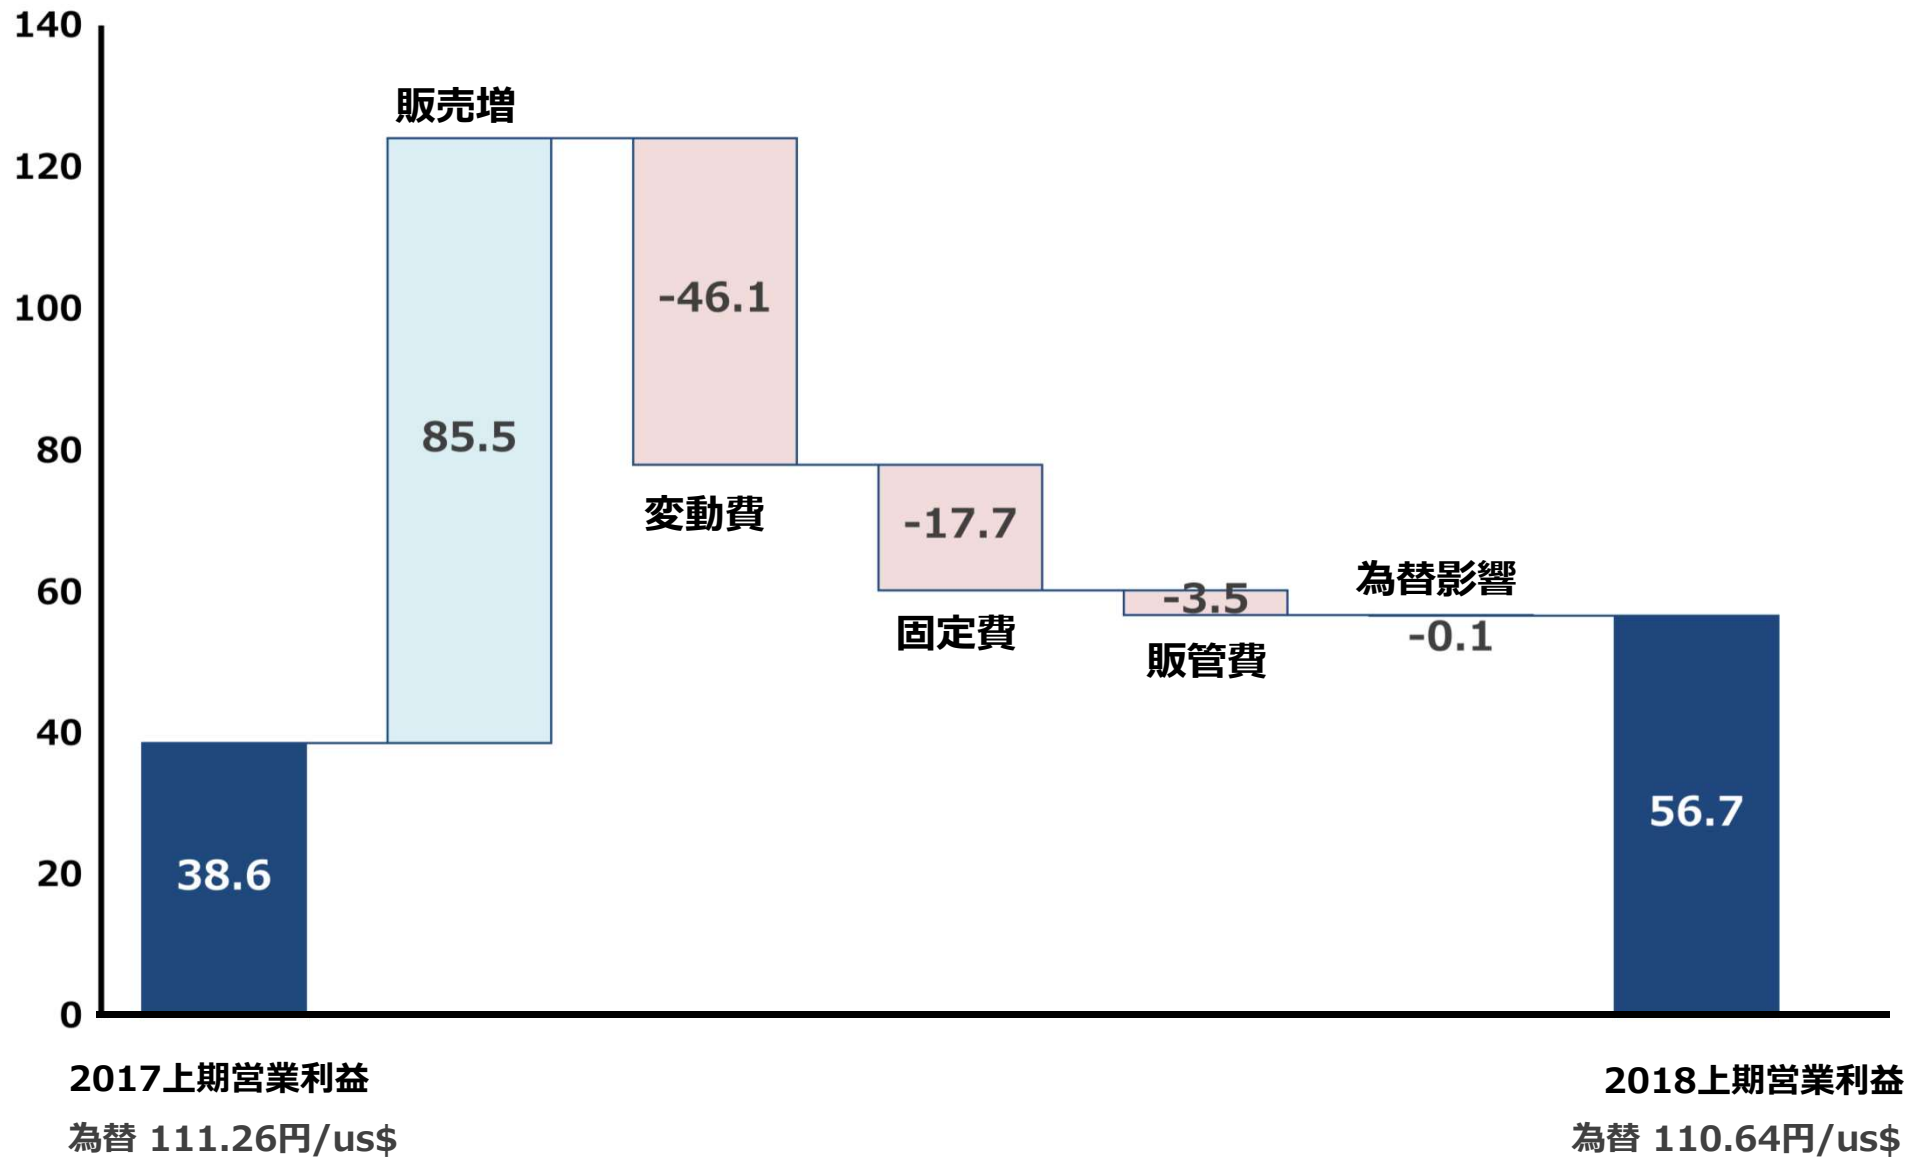 140
120
100
80
60
40
20
0
販売増
85.5
-46.1
変動費
-17.7
固定費
-3.5
販管費
為替影響
-0.1
38.6
56.7
2017上期営業利益
為替 111.26円/us$
2018上期営業利益
為替 110.64円/us$